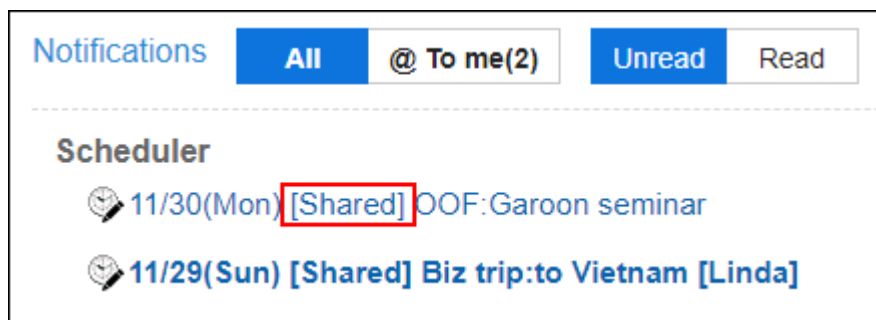 Notifications All @ To me(2) Unread Read
Scheduler
11/30(Mon) [Shared] OOF:Garoon seminar
11/29(Sun) [Shared] Biz trip:to Vietnam [Linda]